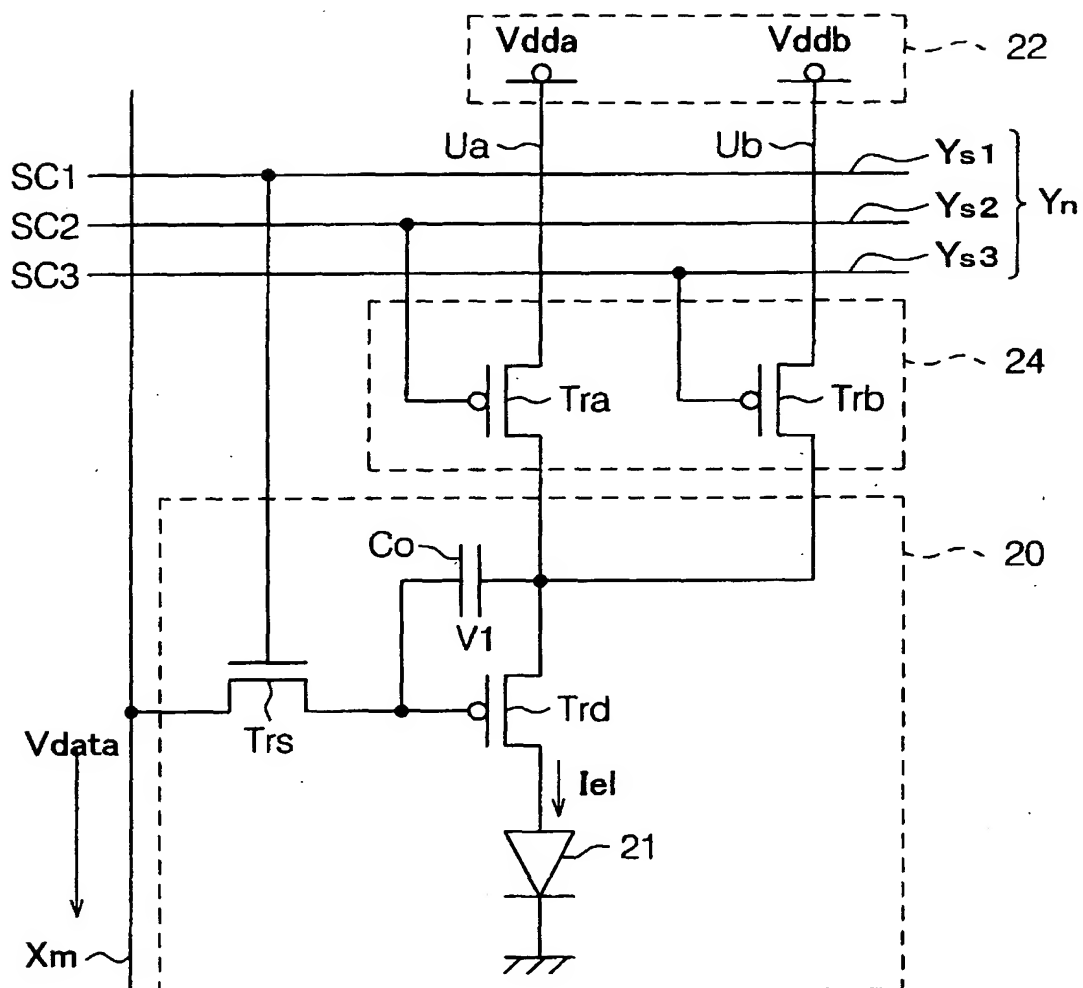 Vdda
Vddb
22
Ua
Ub
SC1
Ys1
SC2
Ys2
Yn
SC3
Ys3
24
Tra
Trb
Co
20
V1
Trd
Trs
Vdata
Iel
21
Xm